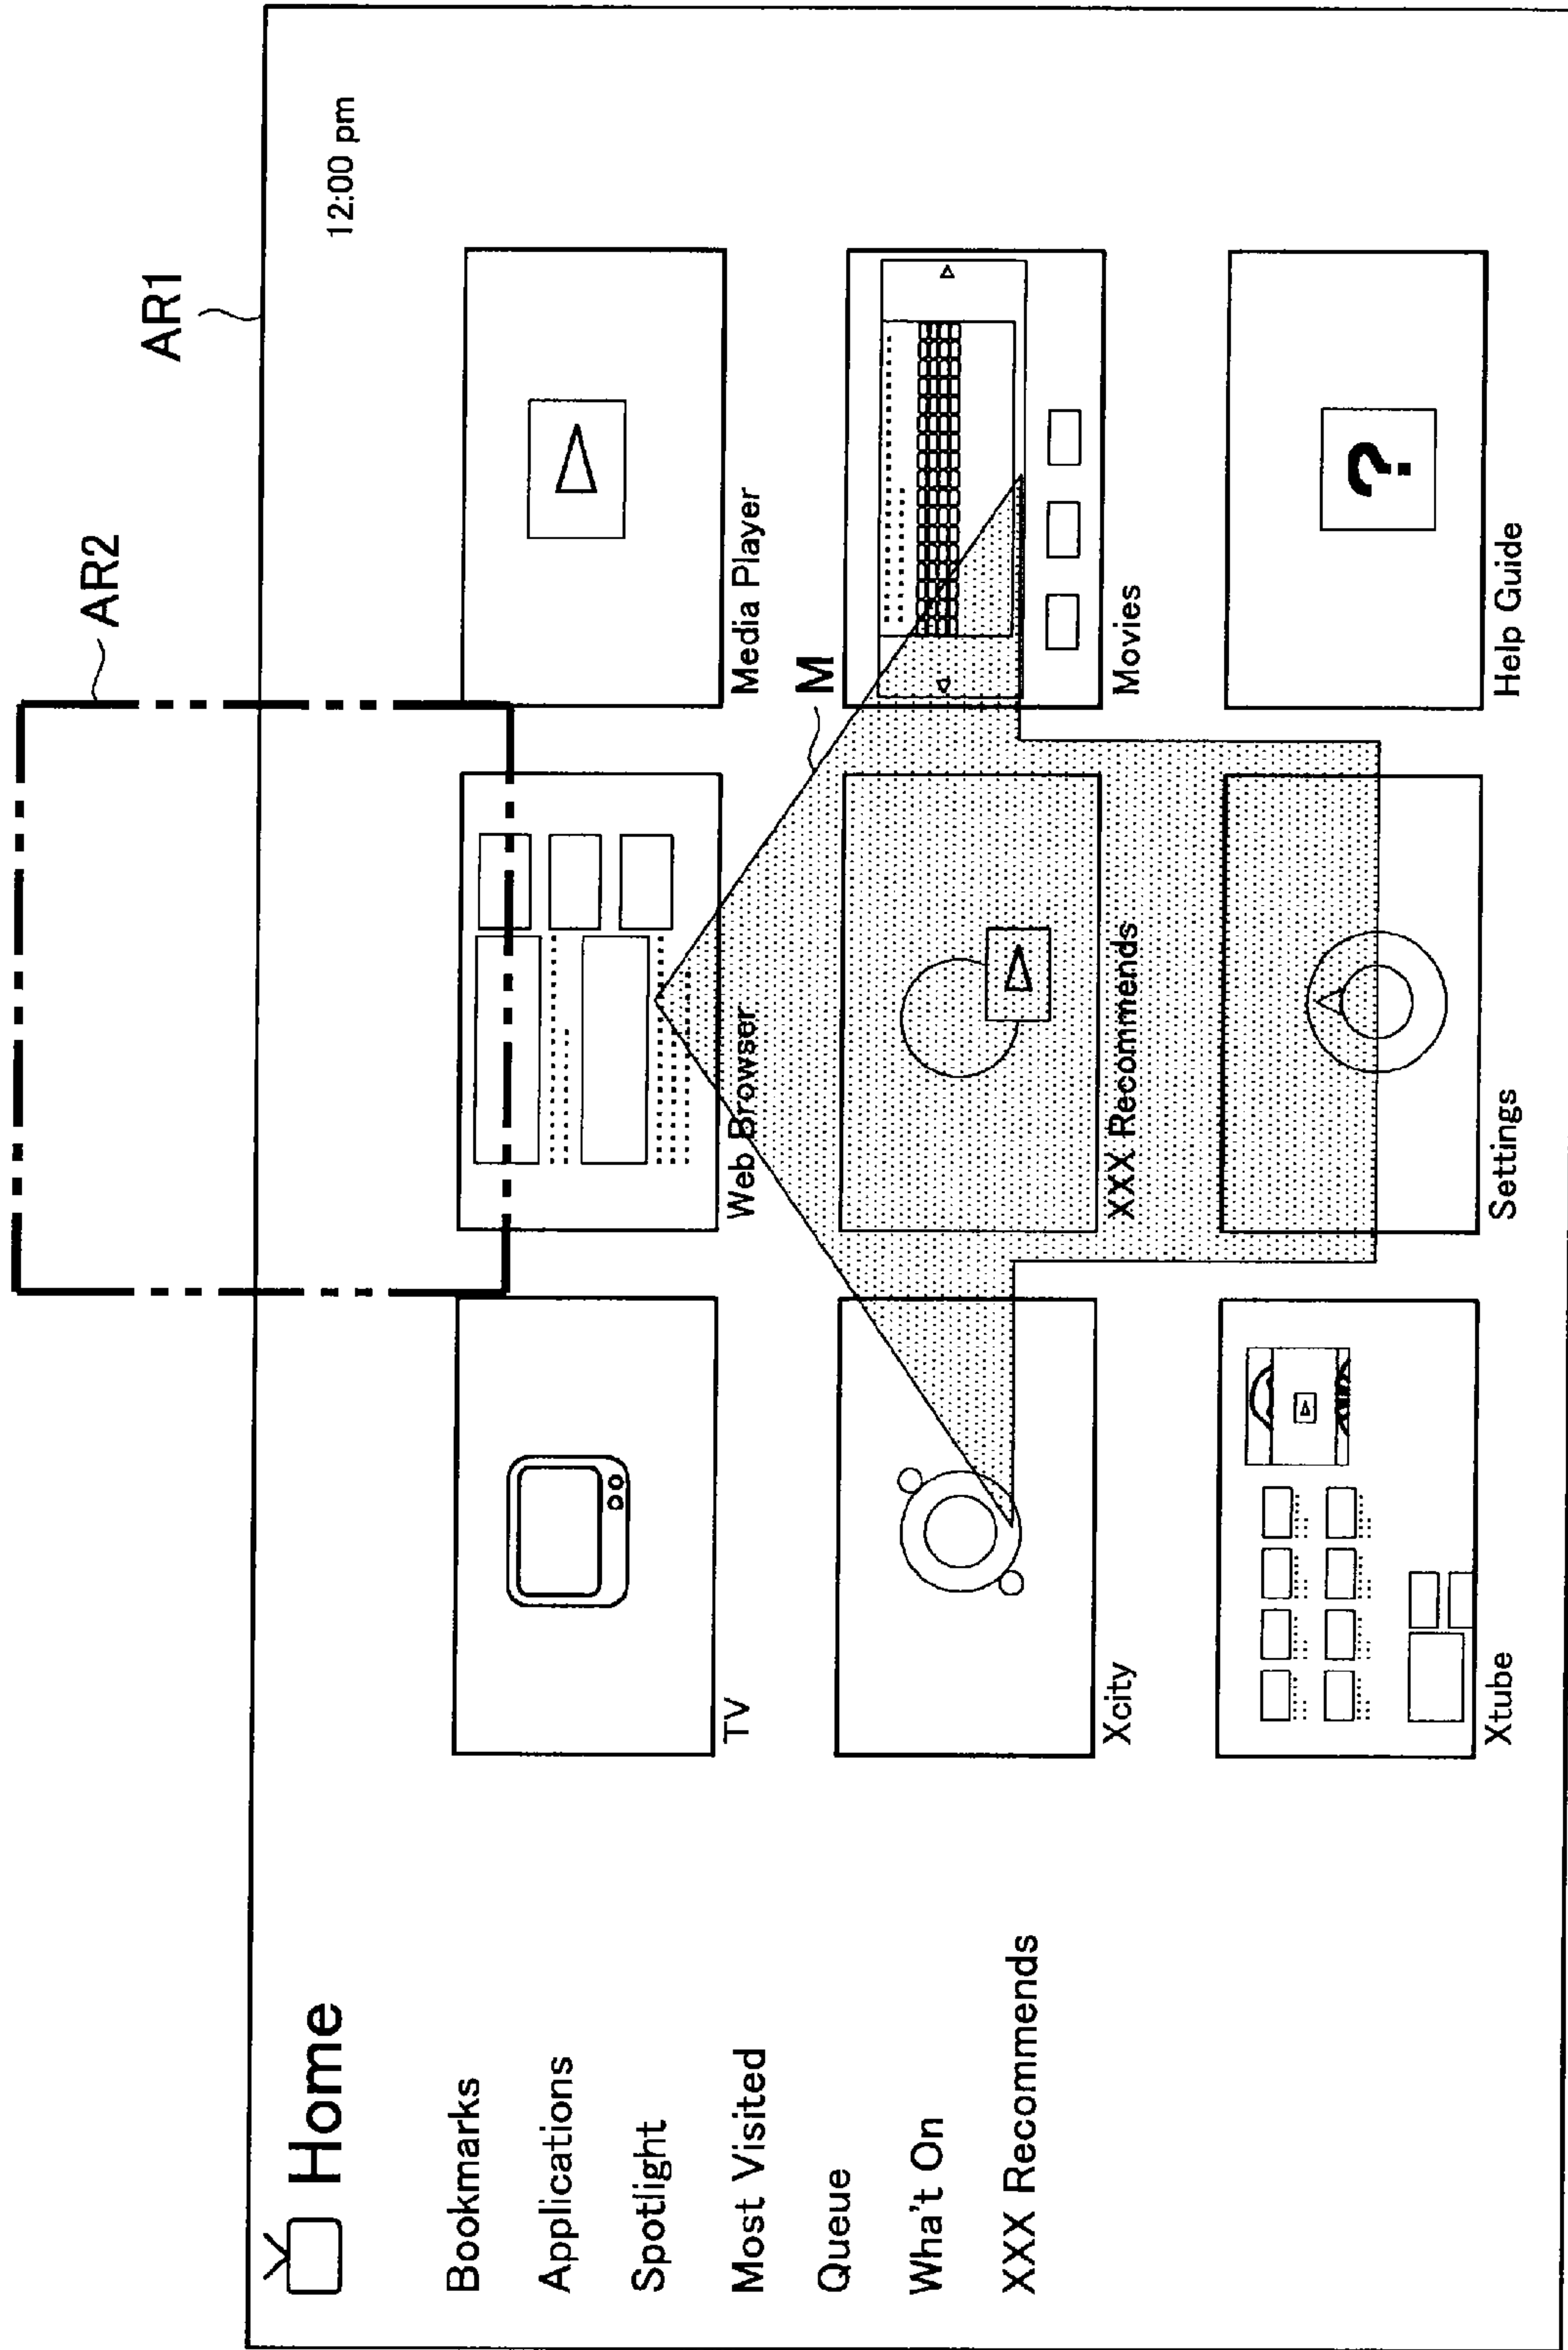 AR2
AR1
Home
12:00 pm
Bookmarks
Applications
Spotlight
Most Visited
Queue
Wha't On
XXX Recommends
TV
Web Browser
Media Player
M
Xcity
XXX Recommends
Movies
Xtube
Settings
?
Help Guide